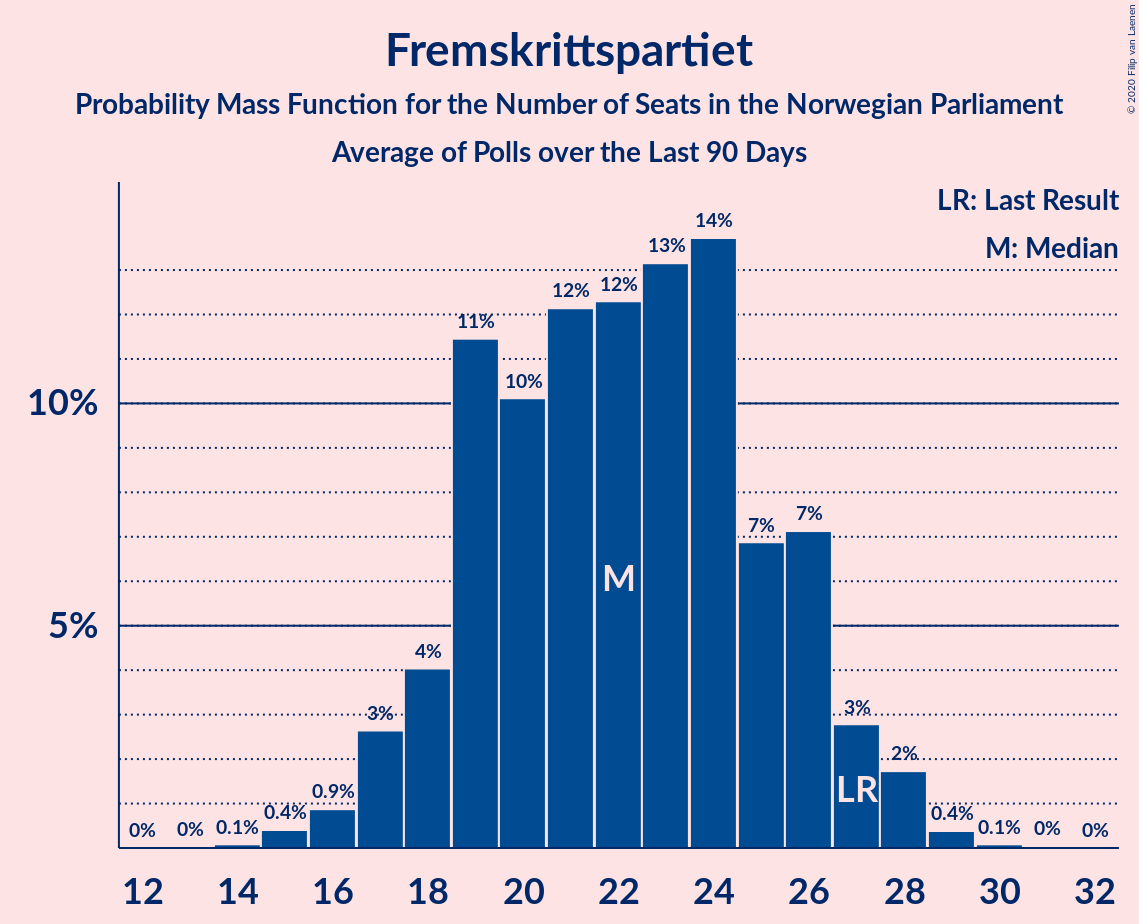 Fremskrittspartiet
Probability Mass Function for the Number of Seats in the Norwegian Parliament
Average of Polls over the Last 90 Days
© 2020 Filip van Laenen
LR: Last Result
M: Median
10%
5%
0%
0%
0.1%
0.4%
0.9%
3%
4%
11%
10%
12%
12%
13%
14%
7%
7%
3%
2%
0.4%
0.1%
0%
0%
M
LR
12 14 16 18 20 22 24 26 28 30 32